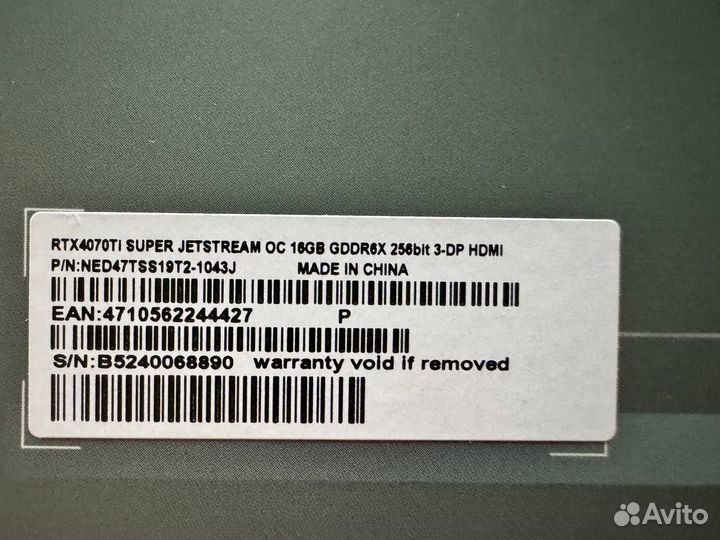 RTX4070Ti SUPER JETSTREAM OC 16GB GDDR6X 256bit 3-DP HDMI
P/N:NED47TSS19T2-1043J MADE IN CHINA
EAN:4710562244427 P
S/N:B5240068890 warranty void if removed
Avito